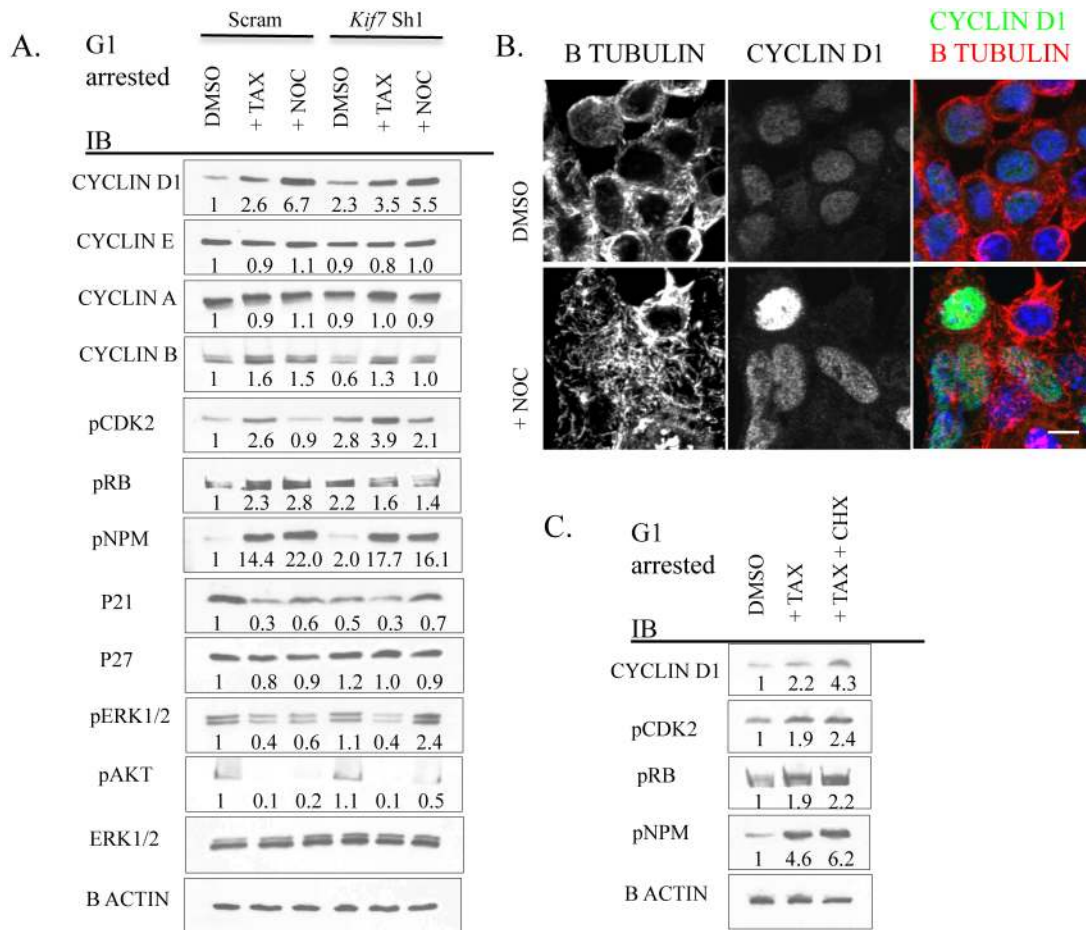 A.
G1
arrested
Scram Kif7 Sh1
DMSO + TAX + NOC DMSO + TAX + NOC
IB
CYCLIN D1
1 2.6 6.7 2.3 3.5 5.5
CYCLIN E
1 0.9 1.1 0.9 0.8 1.0
CYCLIN A
1 0.9 1.1 0.9 1.0 0.9
CYCLIN B
1 1.6 1.5 0.6 1.3 1.0
pCDK2
1 2.6 0.9 2.8 3.9 2.1
pRB
1 2.3 2.8 2.2 1.6 1.4
pNPM
1 14.4 22.0 2.0 17.7 16.1
P21
1 0.3 0.6 0.5 0.3 0.7
P27
1 0.8 0.9 1.2 1.0 0.9
pERK1/2
1 0.4 0.6 1.1 0.4 2.4
pAKT
1 0.1 0.2 1.1 0.1 0.5
ERK1/2
B ACTIN
B.
B TUBULIN CYCLIN D1 CYCLIN D1
B TUBULIN
DMSO
+ NOC
C.
G1
arrested
DMSO + TAX + TAX + CHX
IB
CYCLIN D1
1 2.2 4.3
pCDK2
1 1.9 2.4
pRB
1 1.9 2.2
pNPM
1 4.6 6.2
B ACTIN